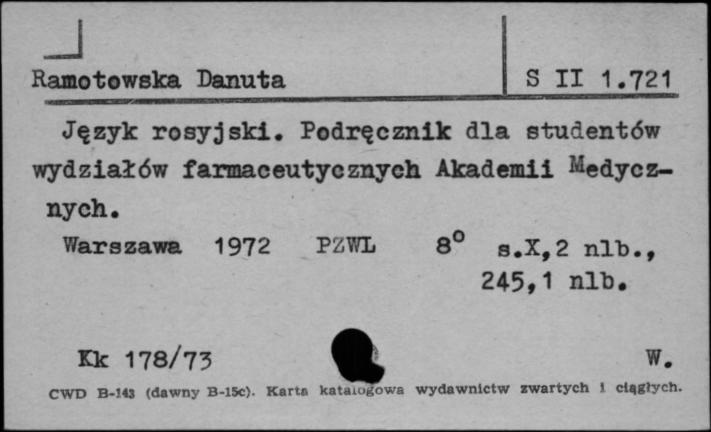 Ramotowska Danuta
S II 1.721
Język rosyjski. Podręcznik dla studentów
wydziałów farmaceutycznych Akademii Medycz-
nych.
Warszawa 1972 PZWL 8° s.X,2 nlb.,
245,1 nlb.
Kk 178/73 W.
CWD B-143 (dawny B-15c). Karta katalogowa wydawnictw zwartych i ciągłych.